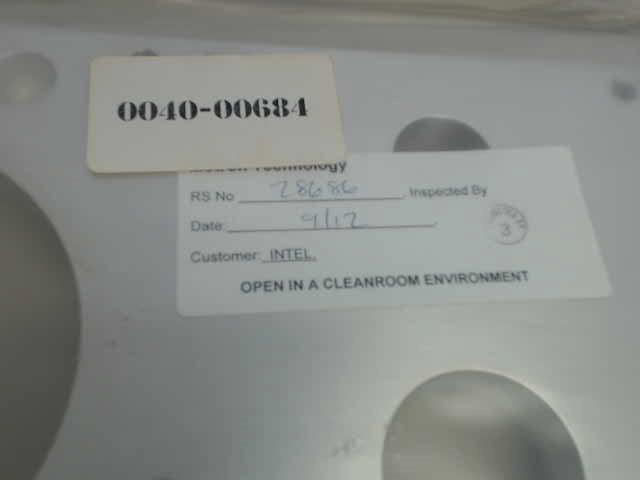 0040-00684
Technology
RS No 28686 Inspected By
Date: 9/12
3
Customer: INTEL
OPEN IN A CLEANROOM ENVIRONMENT